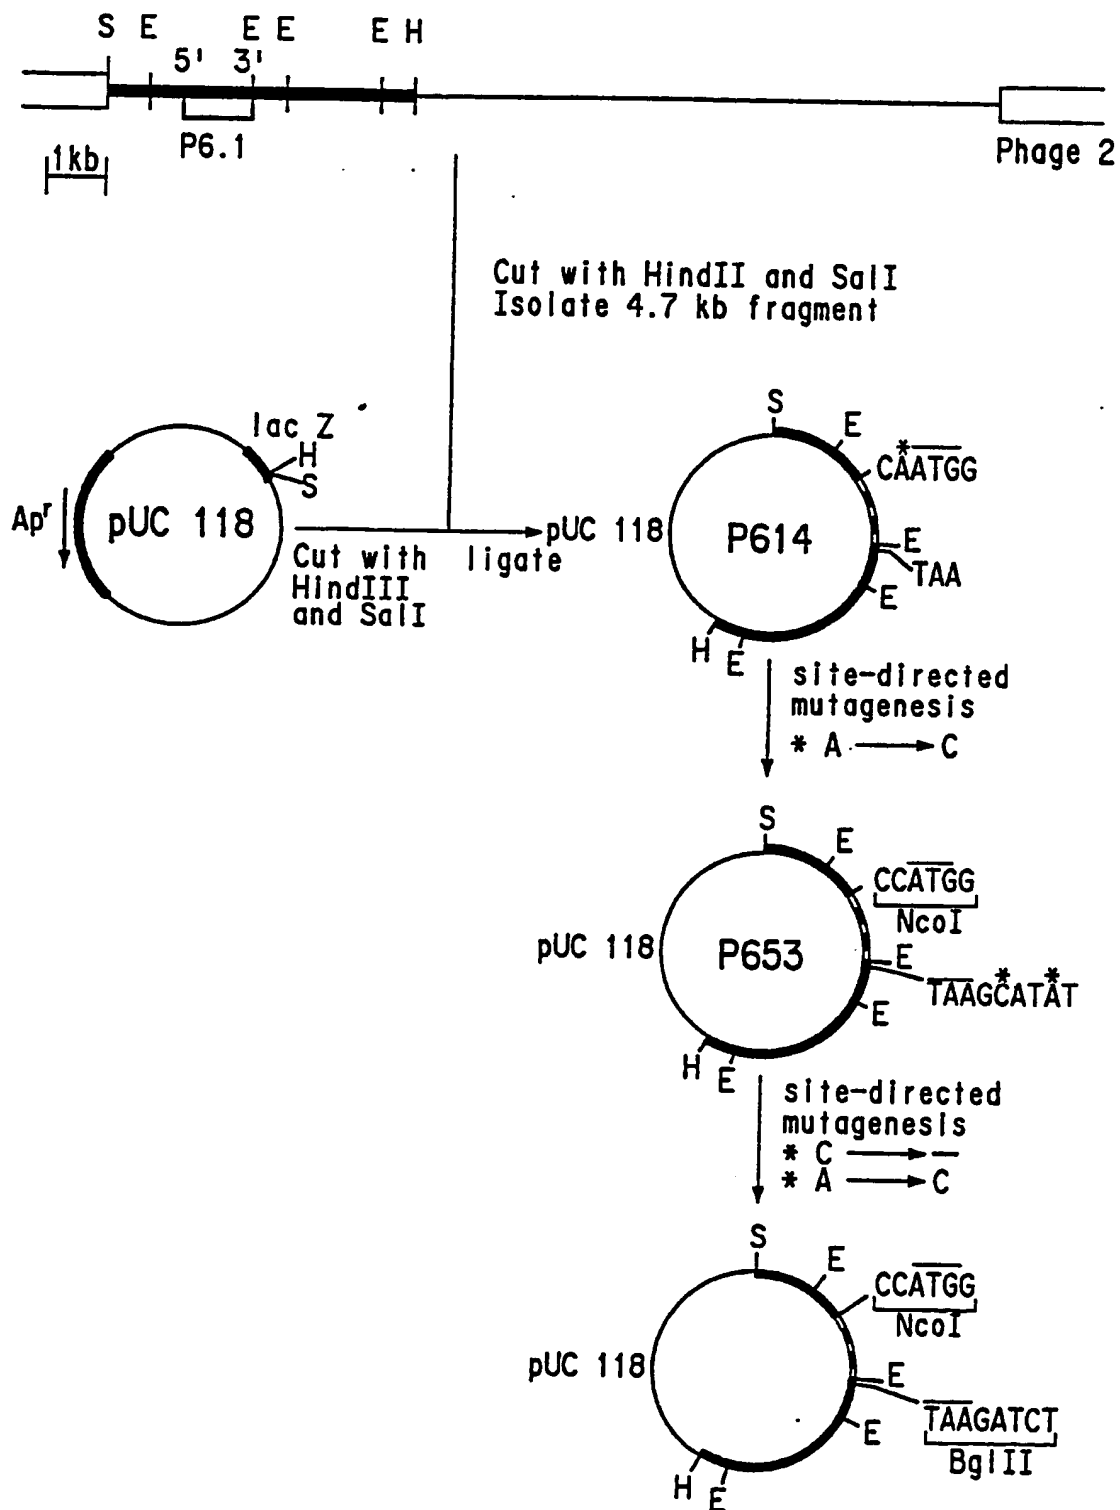 S E E E E H
5' 3'
P6.1
1kb
Phage 2
Cut with HindII and SalI
Isolate 4.7 kb fragment
lac Z
H
S
Apr
pUC 118
Cut with ligate
HindIII
and SalI
S
E
*
CAATGG
pUC 118
P614
E
TAA
E
H
E
site-directed
mutagenesis
* A → C
S
E
CCATGG
NcoI
pUC 118
P653
E
* *
TAAGCATAT
E
H
E
site-directed
mutagenesis
* C → —
* A → C
S
E
CCATGG
NcoI
pUC 118
E
TAAGATCT
BglII
E
H
E